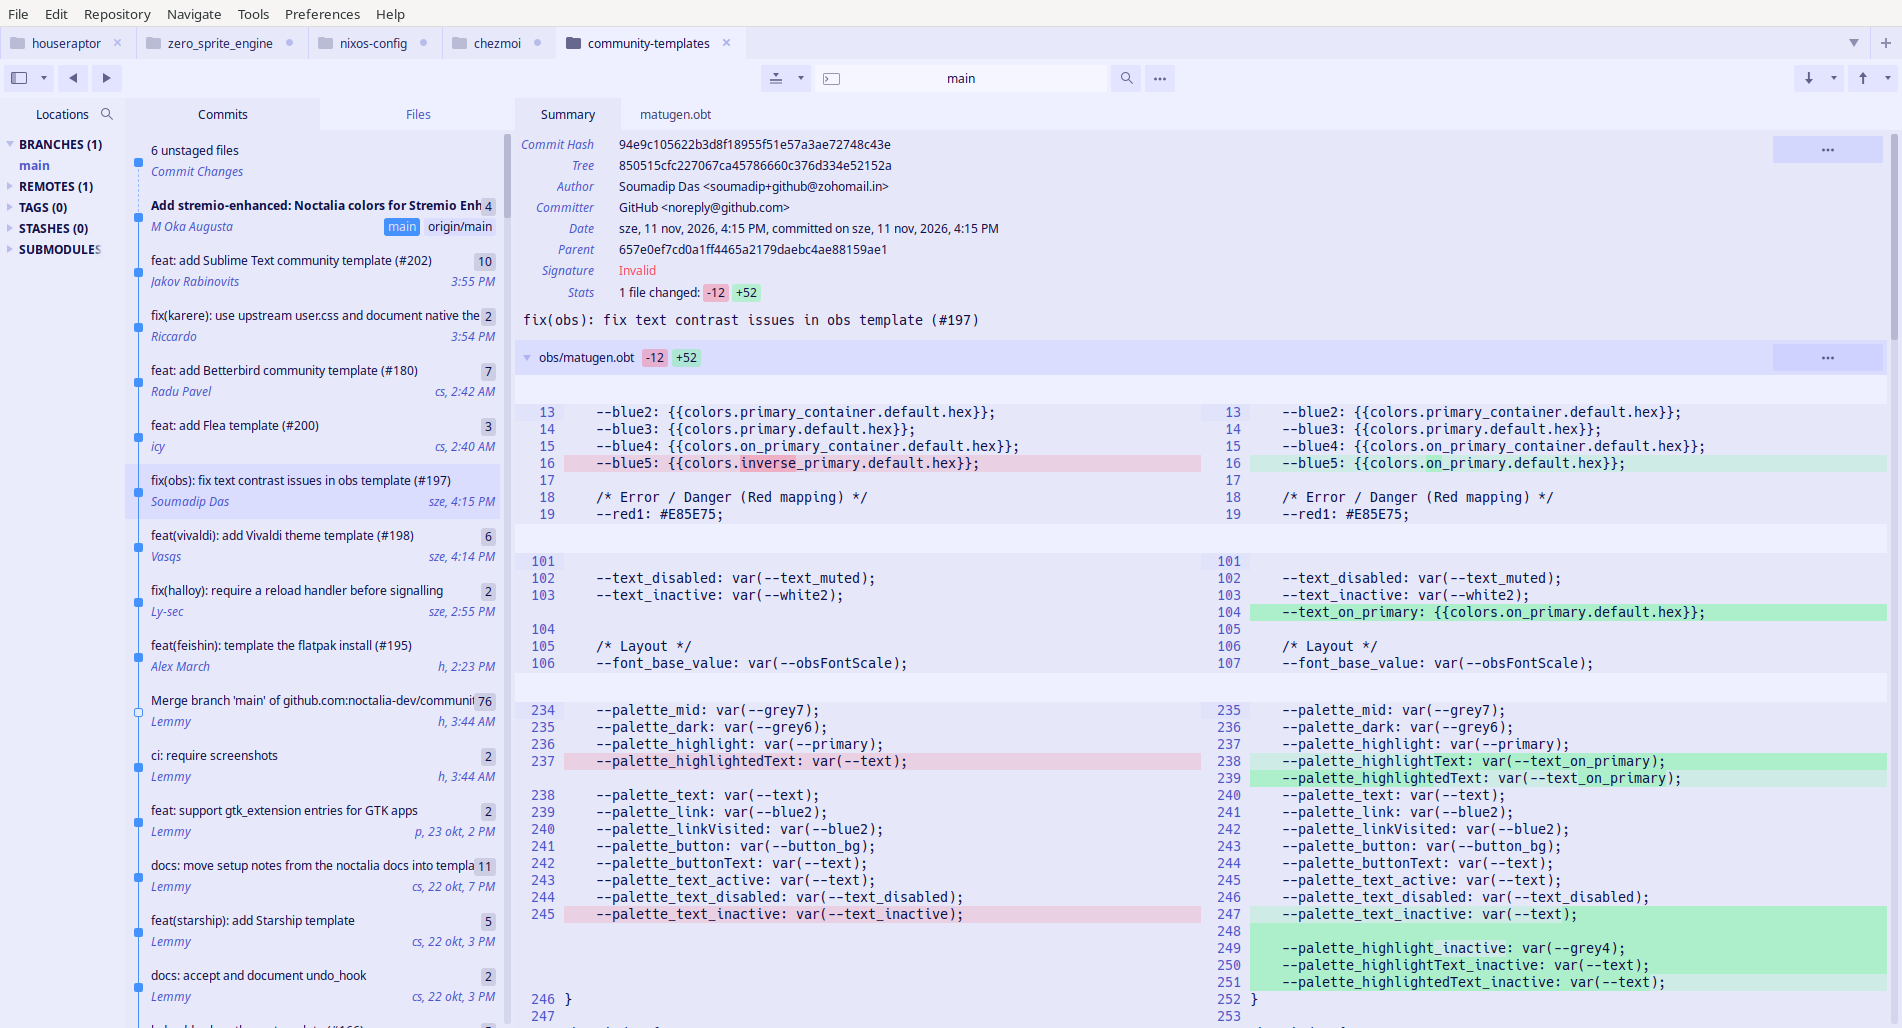 File Edit Repository Navigate Tools Preferences Help
houseraptor zero_sprite_engine nixos-config chezmoi community-templates
main
Locations
BRANCHES (1)
main
REMOTES (1)
TAGS (0)
STASHES (0)
SUBMODULES
Commits Files
6 unstaged files
Commit Changes
Add stremio-enhanced: Noctalia colors for Stremio Enh 4
M Oka Augusta main origin/main
feat: add Sublime Text community template (#202) 10
Jakov Rabinovits 3:55 PM
fix(karere): use upstream user.css and document native the 2
Riccardo 3:54 PM
feat: add Betterbird community template (#180) 7
Radu Pavel cs, 2:42 AM
feat: add Flea template (#200) 3
icy cs, 2:40 AM
fix(obs): fix text contrast issues in obs template (#197)
Soumadip Das sze, 4:15 PM
feat(vivaldi): add Vivaldi theme template (#198) 6
Vasqs sze, 4:14 PM
fix(halloy): require a reload handler before signalling 2
Ly-sec sze, 2:55 PM
feat(feishin): template the flatpak install (#195)
Alex March h, 2:23 PM
Merge branch 'main' of github.com:noctalia-dev/communit 76
Lemmy h, 3:44 AM
ci: require screenshots 2
Lemmy h, 3:44 AM
feat: support gtk_extension entries for GTK apps 2
Lemmy p, 23 okt, 2 PM
docs: move setup notes from the noctalia docs into templa 11
Lemmy cs, 22 okt, 7 PM
feat(starship): add Starship template 5
Lemmy cs, 22 okt, 3 PM
docs: accept and document undo_hook 2
Lemmy cs, 22 okt, 3 PM
Summary matugen.obt
Commit Hash 94e9c105622b3d8f18955f51e57a3ae72748c43e
Tree 850515cfc227067ca45786660c376d334e52152a
Author Soumadip Das <soumadip+github@zohomail.in>
Committer GitHub <noreply@github.com>
Date sze, 11 nov, 2026, 4:15 PM, committed on sze, 11 nov, 2026, 4:15 PM
Parent 657e0ef7cd0a1ff4465a2179daebc4ae88159ae1
Signature Invalid
Stats 1 file changed: -12 +52
fix(obs): fix text contrast issues in obs template (#197)
obs/matugen.obt -12 +52
13 --blue2: {{colors.primary_container.default.hex}};
14 --blue3: {{colors.primary.default.hex}};
15 --blue4: {{colors.on_primary_container.default.hex}};
16 --blue5: {{colors.inverse_primary.default.hex}};
17
18 /* Error / Danger (Red mapping) */
19 --red1: #E85E75;
101
102 --text_disabled: var(--text_muted);
103 --text_inactive: var(--white2);
104
105 /* Layout */
106 --font_base_value: var(--obsFontScale);
234 --palette_mid: var(--grey7);
235 --palette_dark: var(--grey6);
236 --palette_highlight: var(--primary);
237 --palette_highlightedText: var(--text);
238 --palette_text: var(--text);
239 --palette_link: var(--blue2);
240 --palette_linkVisited: var(--blue2);
241 --palette_button: var(--button_bg);
242 --palette_buttonText: var(--text);
243 --palette_text_active: var(--text);
244 --palette_text_disabled: var(--text_disabled);
245 --palette_text_inactive: var(--text_inactive);
246 }
247
13 --blue2: {{colors.primary_container.default.hex}};
14 --blue3: {{colors.primary.default.hex}};
15 --blue4: {{colors.on_primary_container.default.hex}};
16 --blue5: {{colors.on_primary.default.hex}};
17
18 /* Error / Danger (Red mapping) */
19 --red1: #E85E75;
101
102 --text_disabled: var(--text_muted);
103 --text_inactive: var(--white2);
104 --text_on_primary: {{colors.on_primary.default.hex}};
105
106 /* Layout */
107 --font_base_value: var(--obsFontScale);
235 --palette_mid: var(--grey7);
236 --palette_dark: var(--grey6);
237 --palette_highlight: var(--primary);
238 --palette_highlightText: var(--text_on_primary);
239 --palette_highlightedText: var(--text_on_primary);
240 --palette_text: var(--text);
241 --palette_link: var(--blue2);
242 --palette_linkVisited: var(--blue2);
243 --palette_button: var(--button_bg);
244 --palette_buttonText: var(--text);
245 --palette_text_active: var(--text);
246 --palette_text_disabled: var(--text_disabled);
247 --palette_text_inactive: var(--text);
248
249 --palette_highlight_inactive: var(--grey4);
250 --palette_highlightText_inactive: var(--text);
251 --palette_highlightedText_inactive: var(--text);
252 }
253